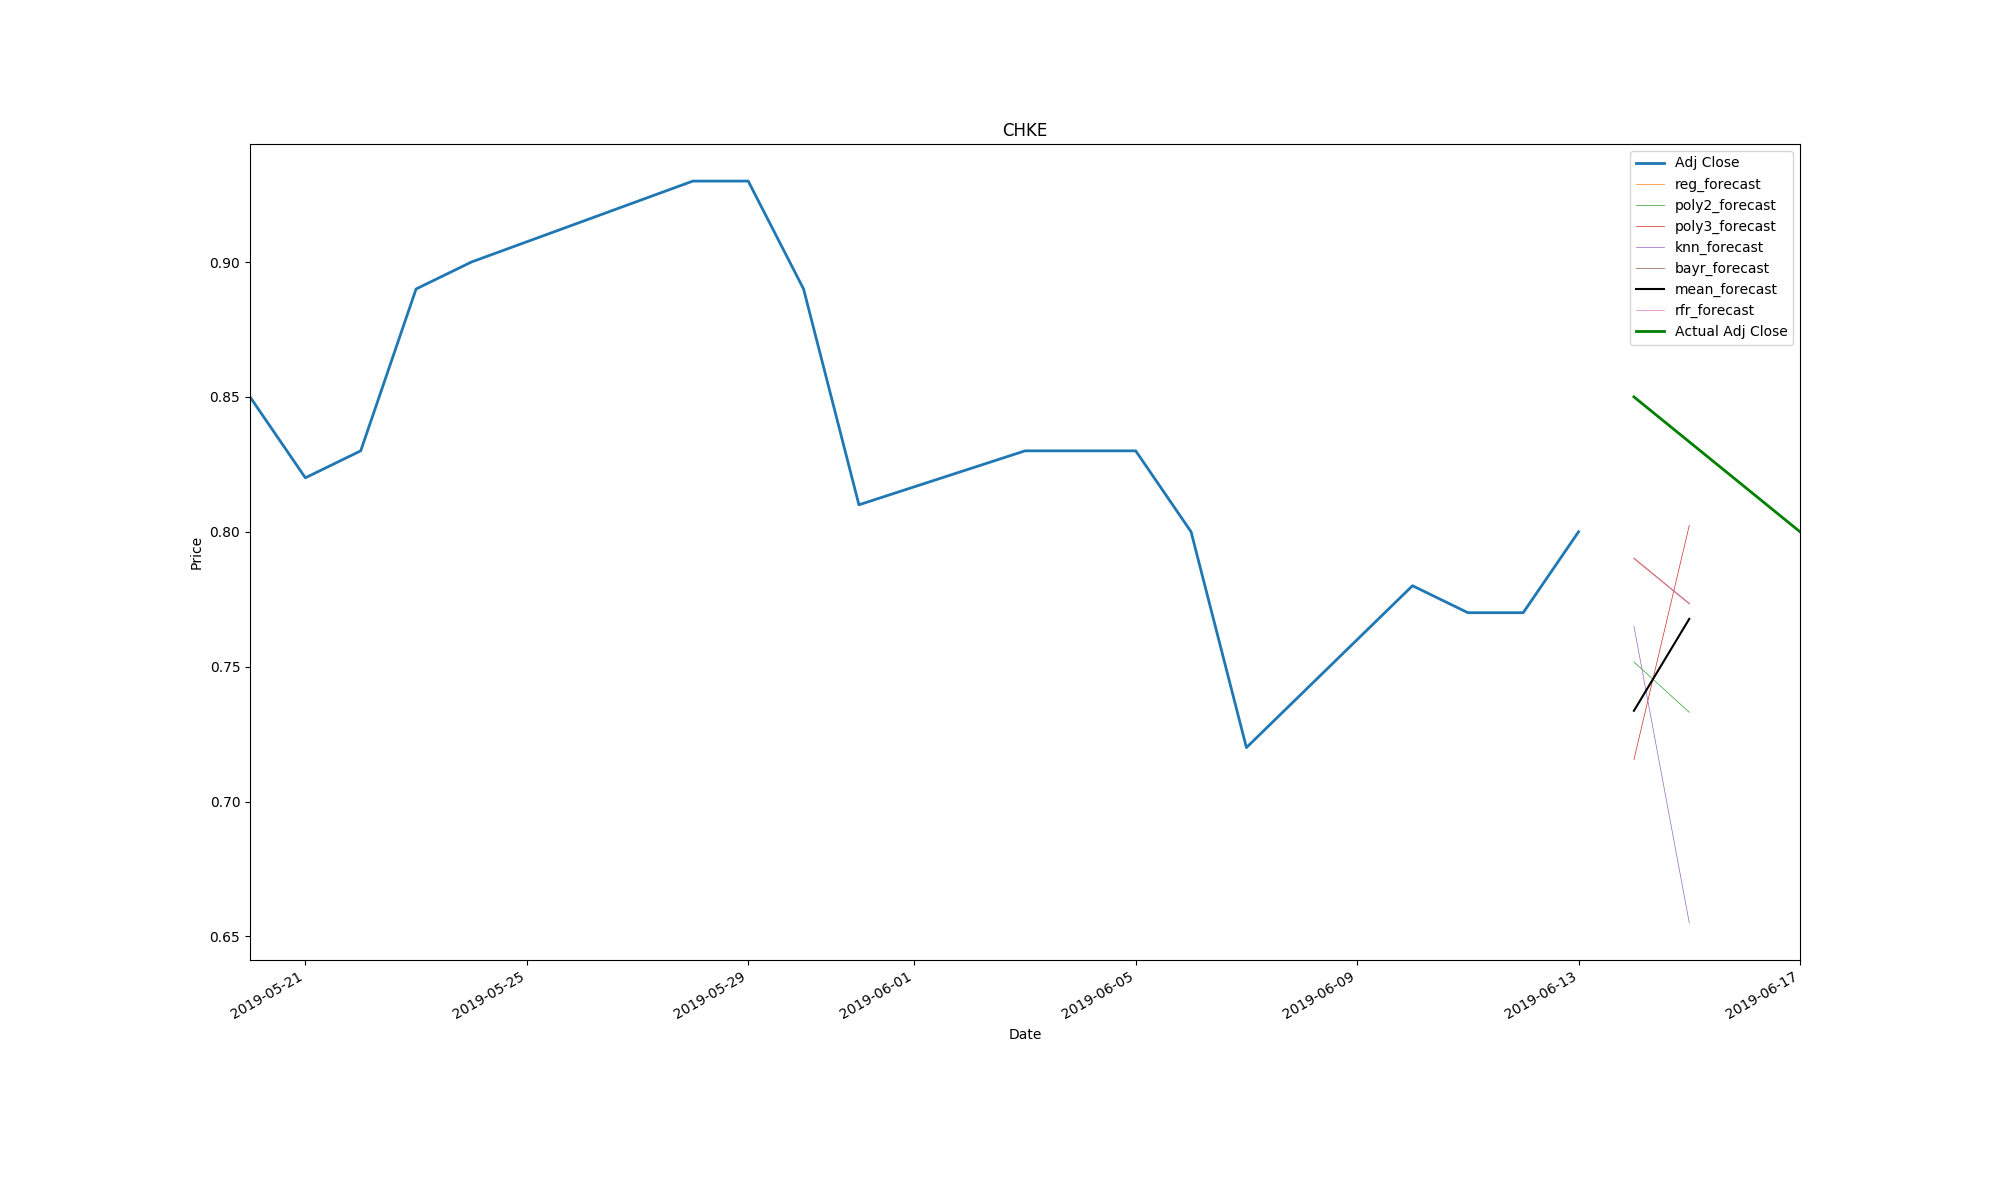 CHKE
Adj Close
reg_forecast
poly2_forecast
poly3_forecast
knn_forecast
bayr_forecast
mean_forecast
rfr_forecast
Actual Adj Close
0.90
0.85
0.80
0.75
0.70
0.65
Price
2019-05-21
2019-05-25
2019-05-29
2019-06-01
2019-06-05
2019-06-09
2019-06-13
2019-06-17
Date